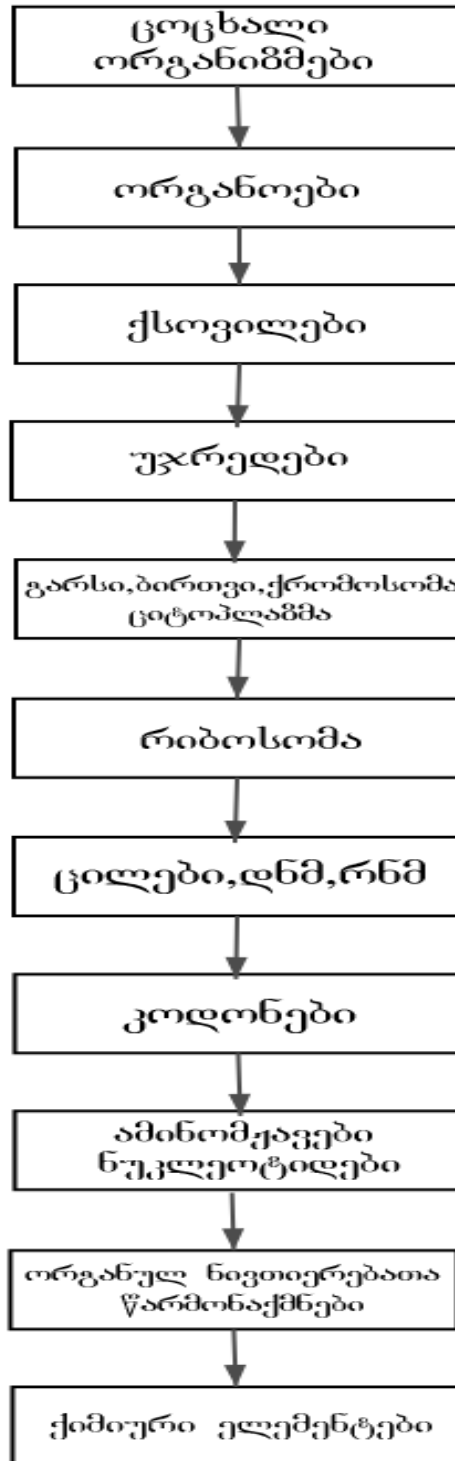 ცოცხალი
ორგანიზმები
ორგანოები
ქსოვილები
უჯრედები
გარსი,ბირთვი,ქრომოსომა
ციტოპლაზმა
რიბოსომა
ცილები,დნმ,რნმ
კოდონები
ამინომჟავები
ნუკლეოტიდები
ორგანულ ნივთიერებათა
წარმონაქმნები
ქიმიური ელემენტები